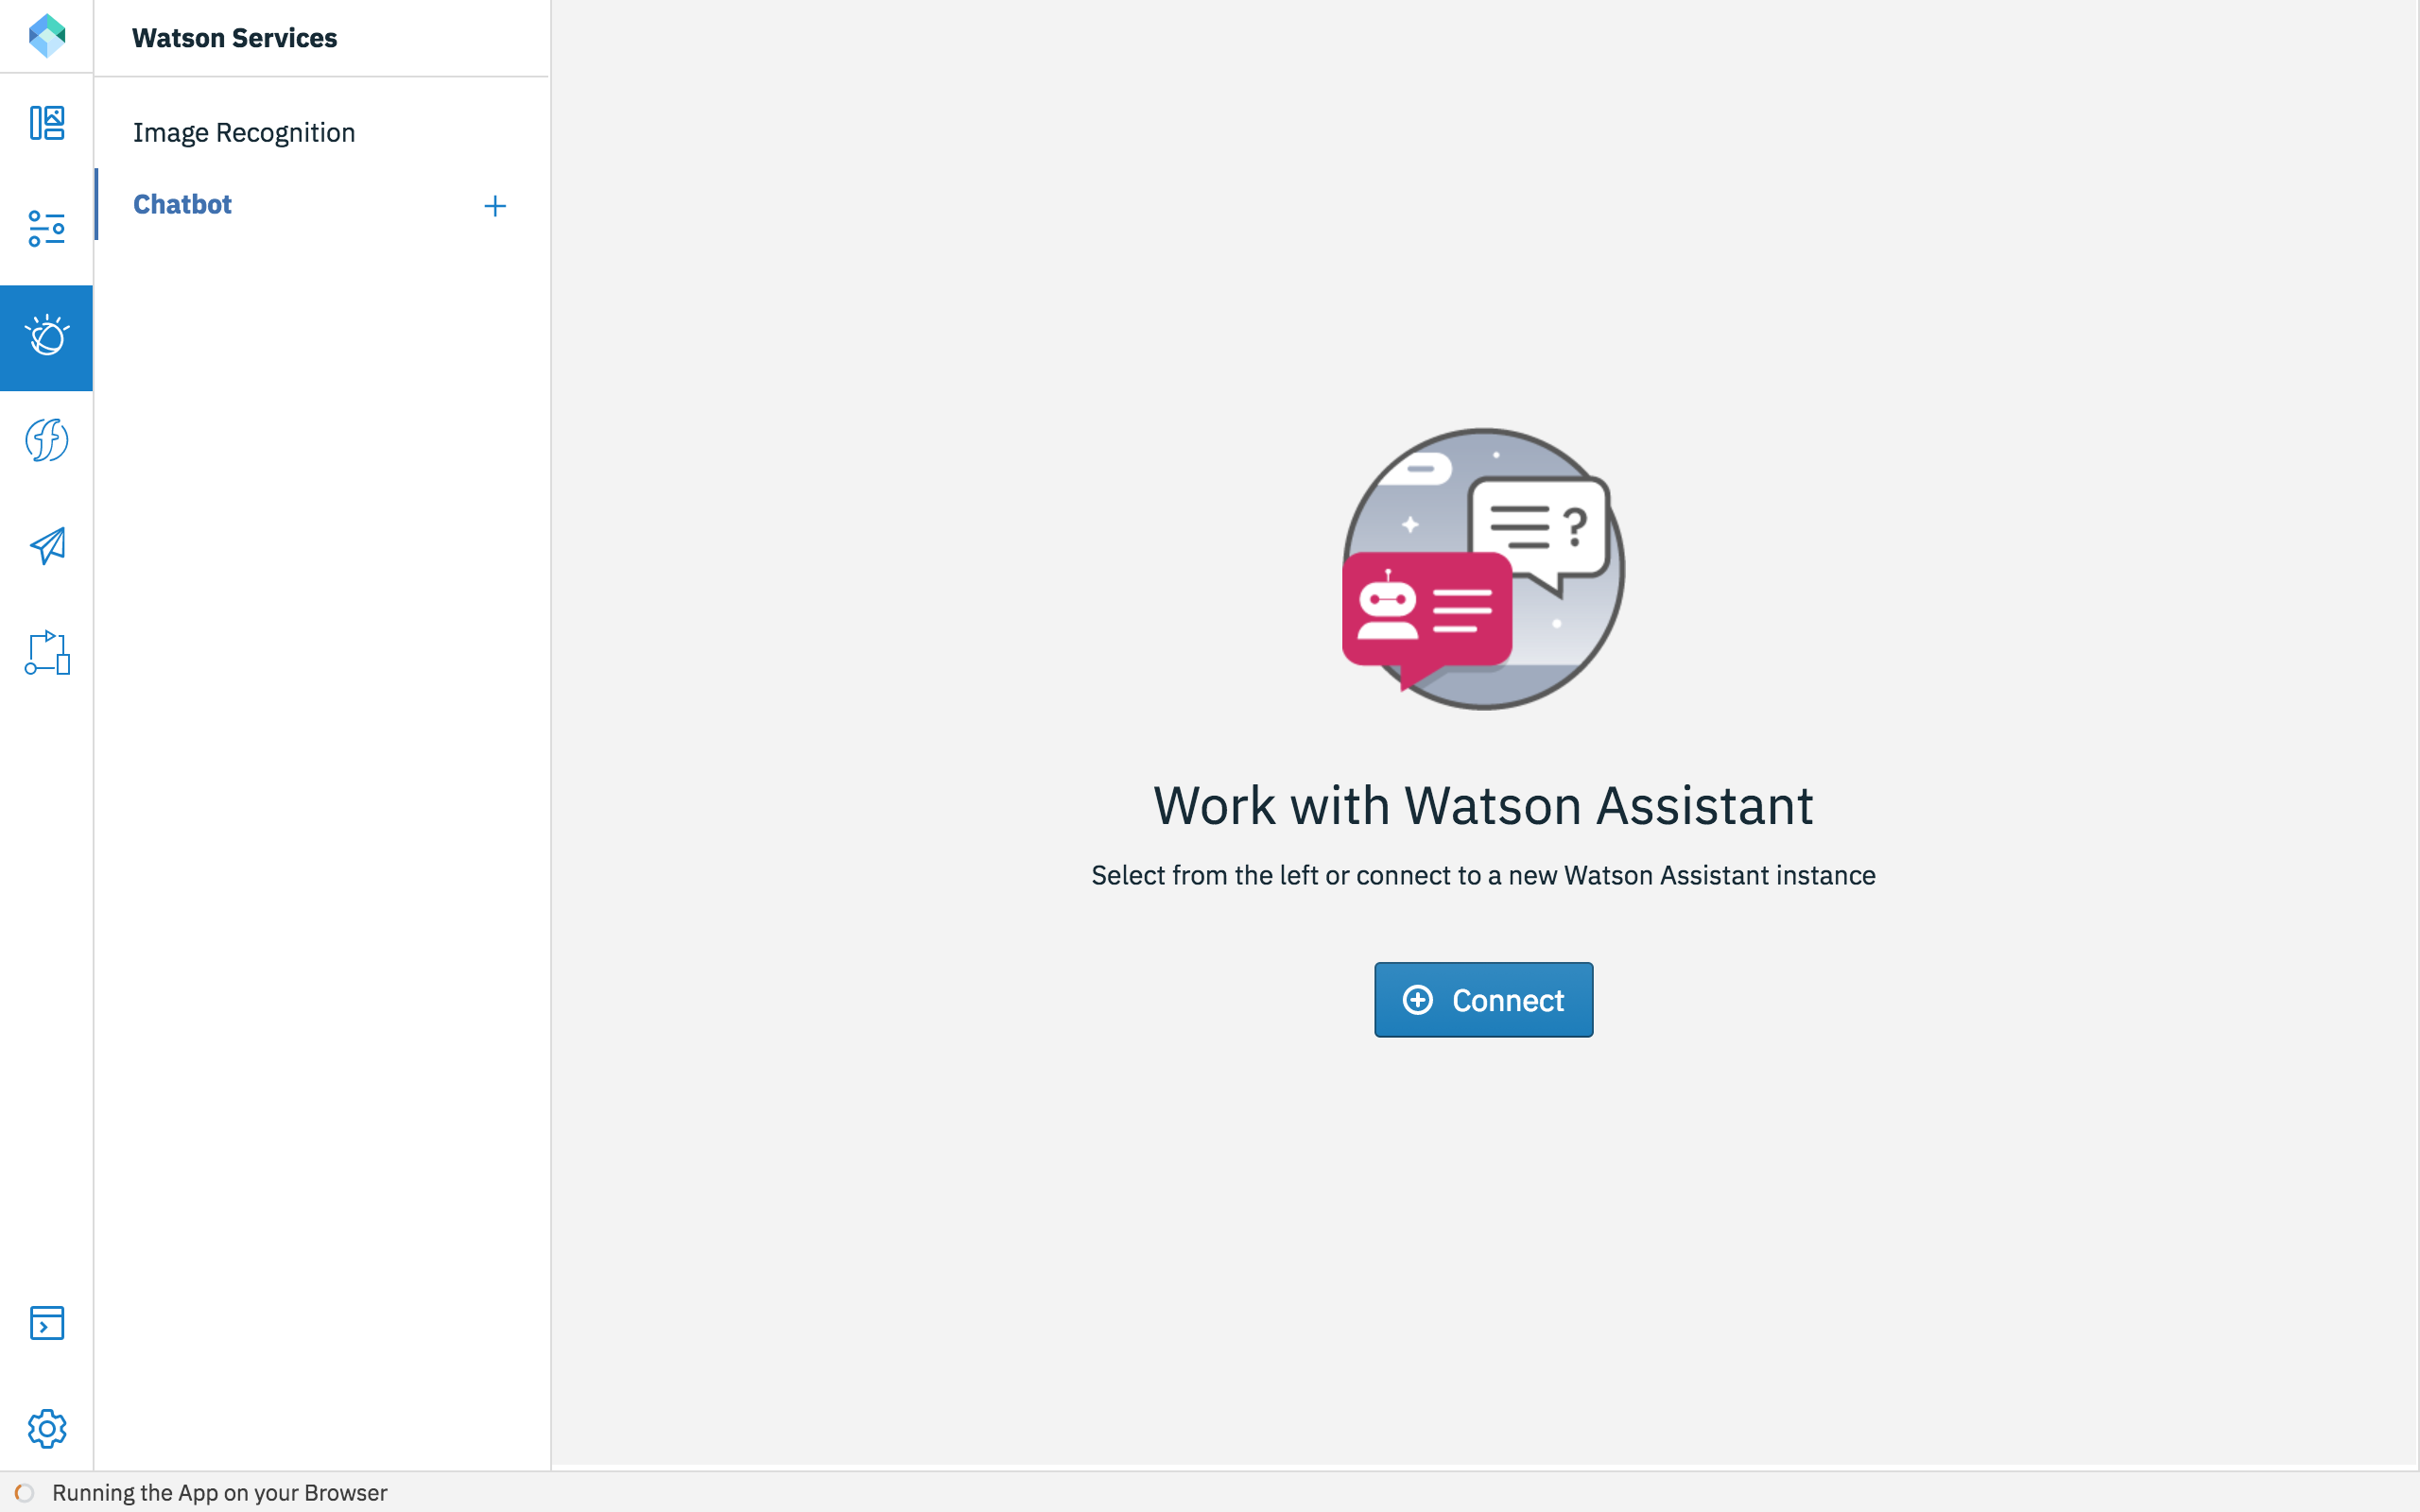 Watson Services
Image Recognition
Chatbot
?
Work with Watson Assistant
Select from the left or connect to a new Watson Assistant instance
Connect
Running the App on your Browser